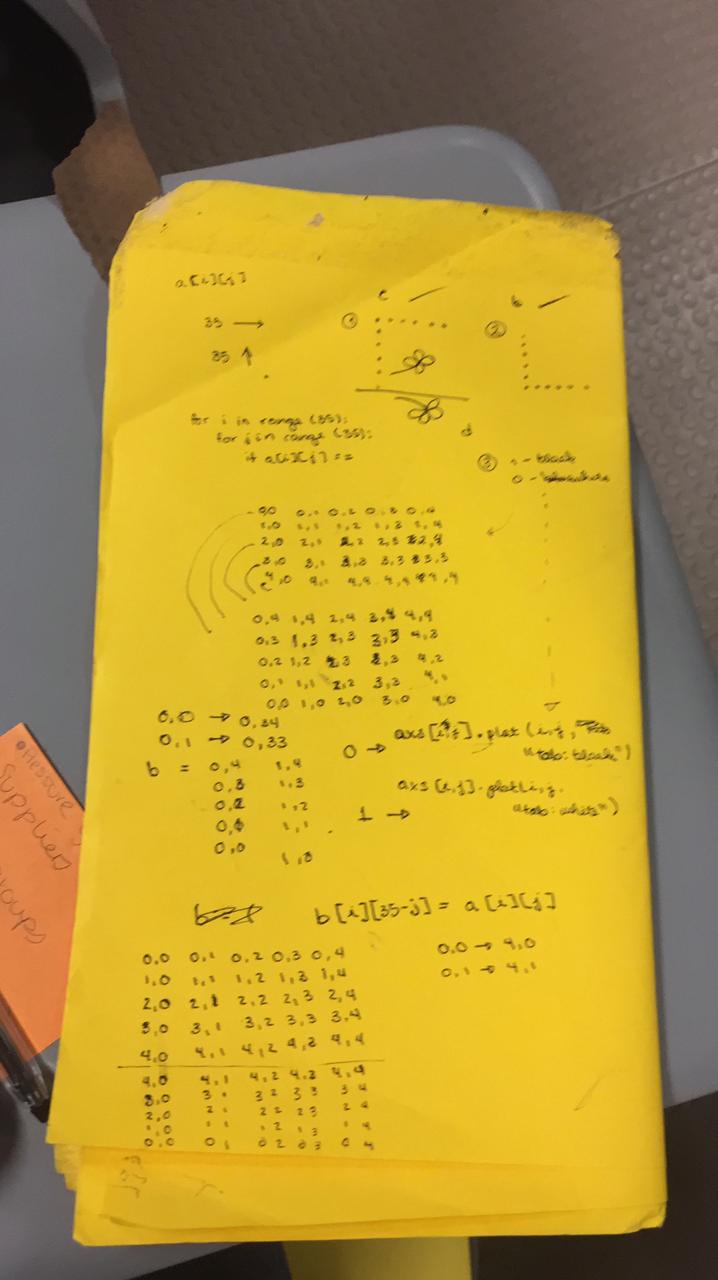 a[i][j]
c
b
35 →
①
②
35 ↑
for i in range (35):
for j in range (35):
if a[i][j] ==
d
③ 1 - black
0 -
0,0 0,1 0,2 0,3 0,4
1,0 1,1 1,2 1,3 1,4
2,0 2,1 2,2 2,3 2,4
3,0 3,1 3,3 3,3
4,0 4,1 4,4 4,4 4,4
0,4 1,4 2,4 3,4 4,4
0,3 1,3 2,3 3,3 4,3
0,2 1,2 2,3 2,3 4,2
0,1 1,1 2,2 3,3 4,1
0,0 1,0 2,0 3,0 4,0
0,0 → 0,34
0,1 → 0,33
0 → axs[i,j].plot (i,j,
"tab:black")
b = 0,4 1,4
0,3 1,3
0,2 1,2
0,1 1,1
0,0 1,0
1 → axs[i,j].plot(i,j.
"tab:white")
b[i][35-j] = a[i][j]
0,0 0,1 0,2 0,3 0,4
1,0 1,1 1,2 1,3 1,4
2,0 2,1 2,2 2,3 2,4
3,0 3,1 3,2 3,3 3,4
4,0 4,1 4,2 4,3 4,4
0,0 → 4,0
0,1 → 4,1
4,0 4,1 4,2 4,3 4,4
3,0 3 1 3 2 3 3 3 4
2,0 2 1 2 2 2 3 2 4
1,0 1 1 1 2 1 3 1 4
0,0 0 1 0 2 0 3 0 4
Measure
Supplies